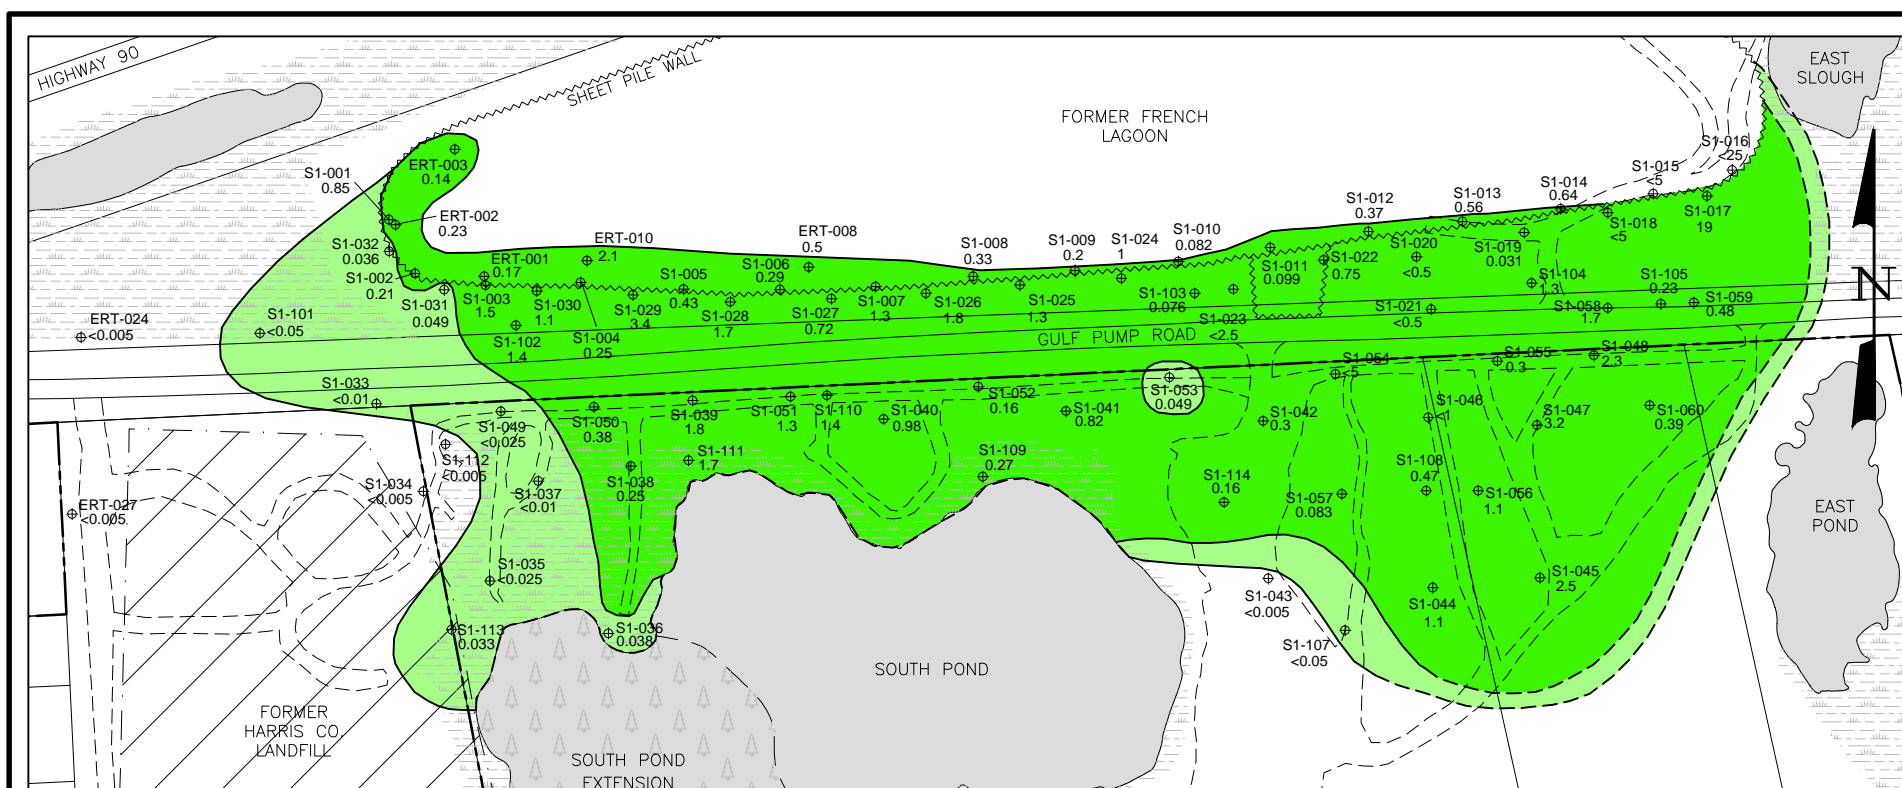 HIGHWAY 90
SHEET PILE WALL
FORMER FRENCH
LAGOON
EAST
SLOUGH
S1-001
0.85
ERT-003
0.14
ERT-002
0.23
S1-032
0.036
S1-002
0.21
S1-031
0.049
ERT-001
0.17
S1-003
1.5
S1-030
1.1
S1-102
1.4
ERT-010
2.1
S1-004
0.25
S1-029
3.4
S1-005
0.43
S1-028
1.7
S1-006
0.29
ERT-008
0.5
S1-027
0.72
S1-007
1.3
S1-026
1.8
S1-008
0.33
S1-025
1.3
S1-009
0.2
S1-024
1
S1-010
0.082
S1-103
0.076
S1-023
<2.5
S1-011
0.099
S1-022
0.75
S1-012
0.37
S1-020
<0.5
S1-021
<0.5
S1-013
0.56
S1-019
0.031
S1-014
0.64
S1-104
1.3
S1-018
<5
S1-015
<5
S1-016
<25
S1-017
19
S1-105
0.23
S1-058
1.7
S1-059
0.48
N
GULF PUMP ROAD
ERT-024
<0.005
S1-101
<0.05
S1-033
<0.01
S1-049
<0.025
S1-112
<0.005
S1-034
<0.005
S1-037
<0.01
ERT-027
<0.005
S1-035
<0.025
S1-113
0.033
S1-036
0.038
S1-050
0.38
S1-038
0.25
S1-039
1.8
S1-111
1.7
S1-051
1.3
S1-110
1.4
S1-040
0.98
S1-052
0.16
S1-109
0.27
S1-041
0.82
S1-053
0.049
S1-042
0.3
S1-114
0.16
S1-054
<5
S1-057
0.083
S1-046
<1
S1-108
0.47
S1-055
0.3
S1-048
2.3
S1-047
3.2
S1-056
1.1
S1-060
0.39
S1-045
2.5
S1-044
1.1
S1-043
<0.005
S1-107
<0.05
EAST
POND
SOUTH POND
FORMER
HARRIS CO.
LANDFILL
SOUTH POND
EXTENSION